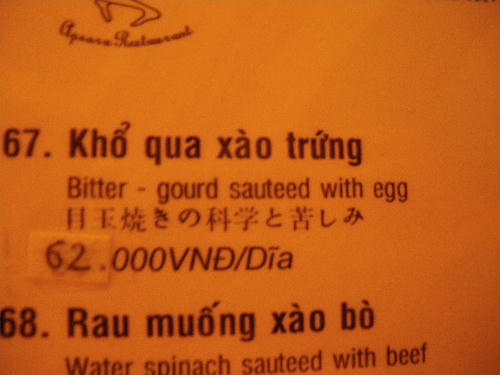 Apsara Restaurant
67. Khổ qua xào trứng
Bitter - gourd sauteed with egg
目玉焼きの科学と苦しみ
62.000VNĐ/Dĩa
68. Rau muống xào bò
Water spinach sauteed with beef